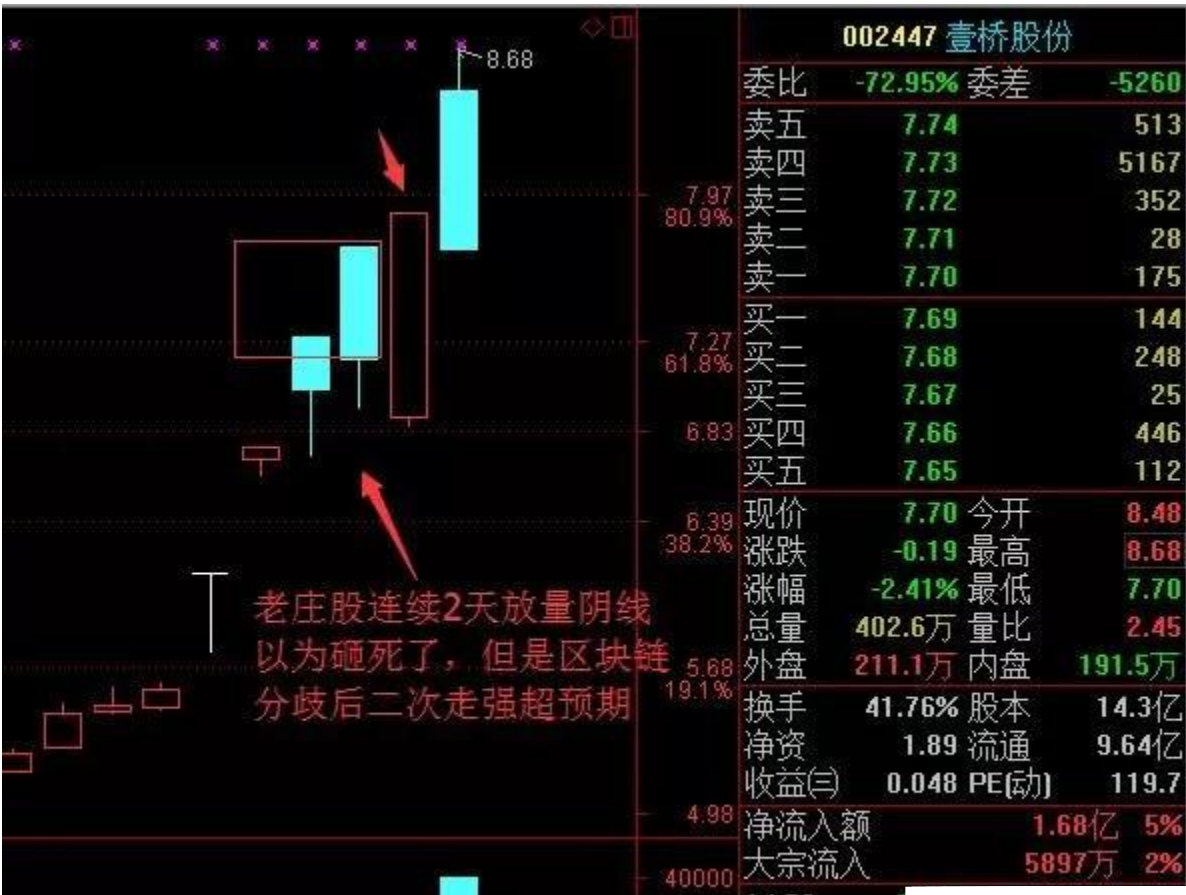 002447 壹桥股份
8.68
委比 -72.95% 委差 -5260
卖五 7.74 513
卖四 7.73 5167
7.97
80.9%
卖三 7.72 352
卖二 7.71 28
卖一 7.70 175
买一 7.69 144
7.27
61.8%
买二 7.68 248
买三 7.67 25
6.83
买四 7.66 446
买五 7.65 112
6.39
38.2%
现价 7.70 今开 8.48
涨跌 -0.19 最高 8.68
涨幅 -2.41% 最低 7.70
老庄股连续2天放量阴线
以为砸死了，但是区块链
分歧后二次走强超预期
总量 402.6万 量比 2.45
5.68
19.1%
外盘 211.1万 内盘 191.5万
换手 41.76% 股本 14.3亿
净资 1.89 流通 9.64亿
收益㈢ 0.048 PE(动) 119.7
4.98
净流入额 1.68亿 5%
大宗流入 5897万 2%
40000